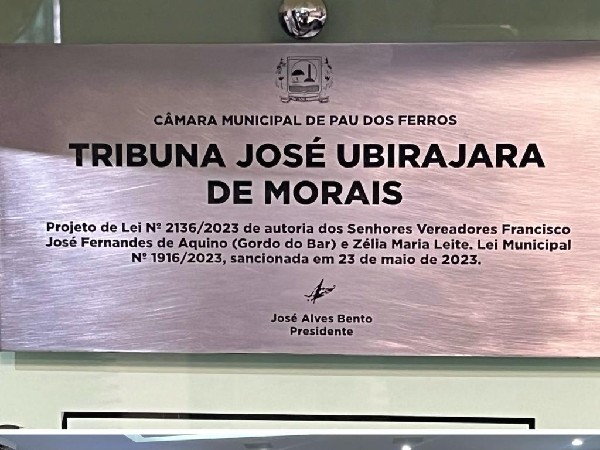 CÂMARA MUNICIPAL DE PAU DOS FERROS
TRIBUNA JOSÉ UBIRAJARA
DE MORAIS
Projeto de Lei Nº 2136/2023 de autoria dos Senhores Vereadores Francisco
José Fernandes de Aquino (Gordo do Bar) e Zélia Maria Leite. Lei Municipal
Nº 1916/2023, sancionada em 23 de maio de 2023.
José Alves Bento
Presidente